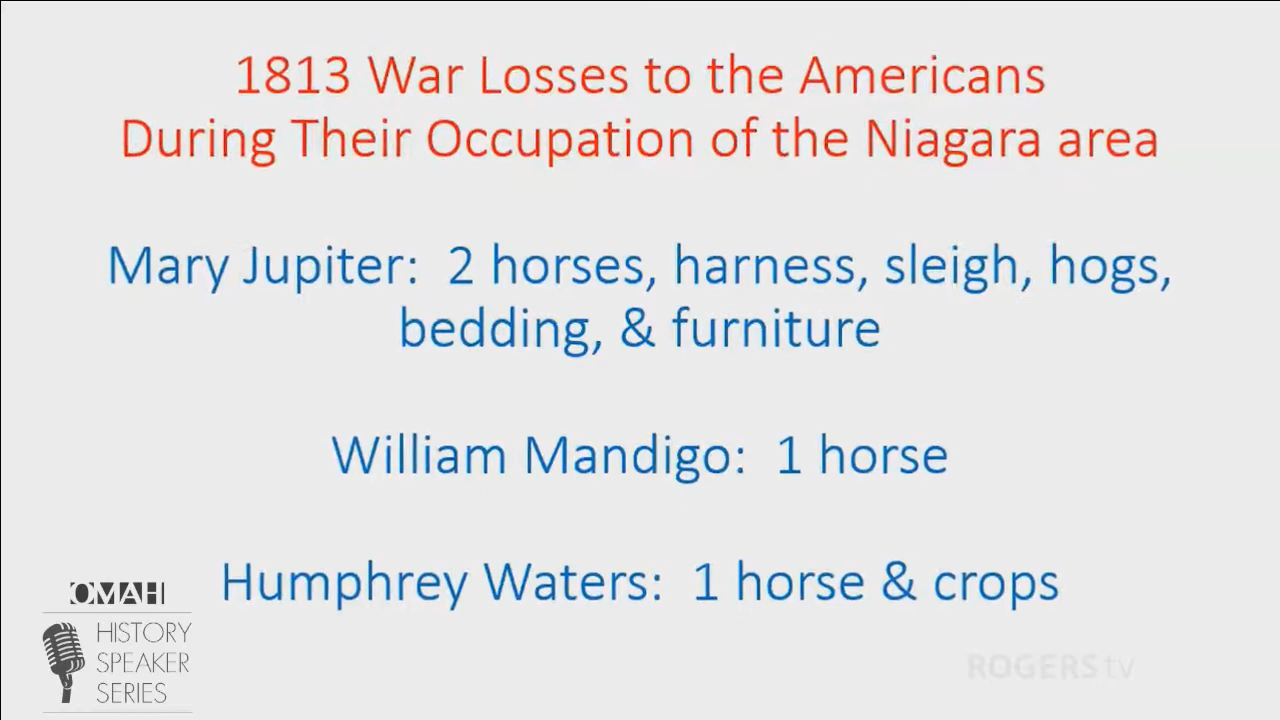 1813 War Losses to the Americans
During Their Occupation of the Niagara area
Mary Jupiter:  2 horses, harness, sleigh, hogs,
bedding, & furniture
William Mandigo:  1 horse
Humphrey Waters:  1 horse & crops
OMAH
HISTORY
SPEAKER
SERIES
ROGERS tv